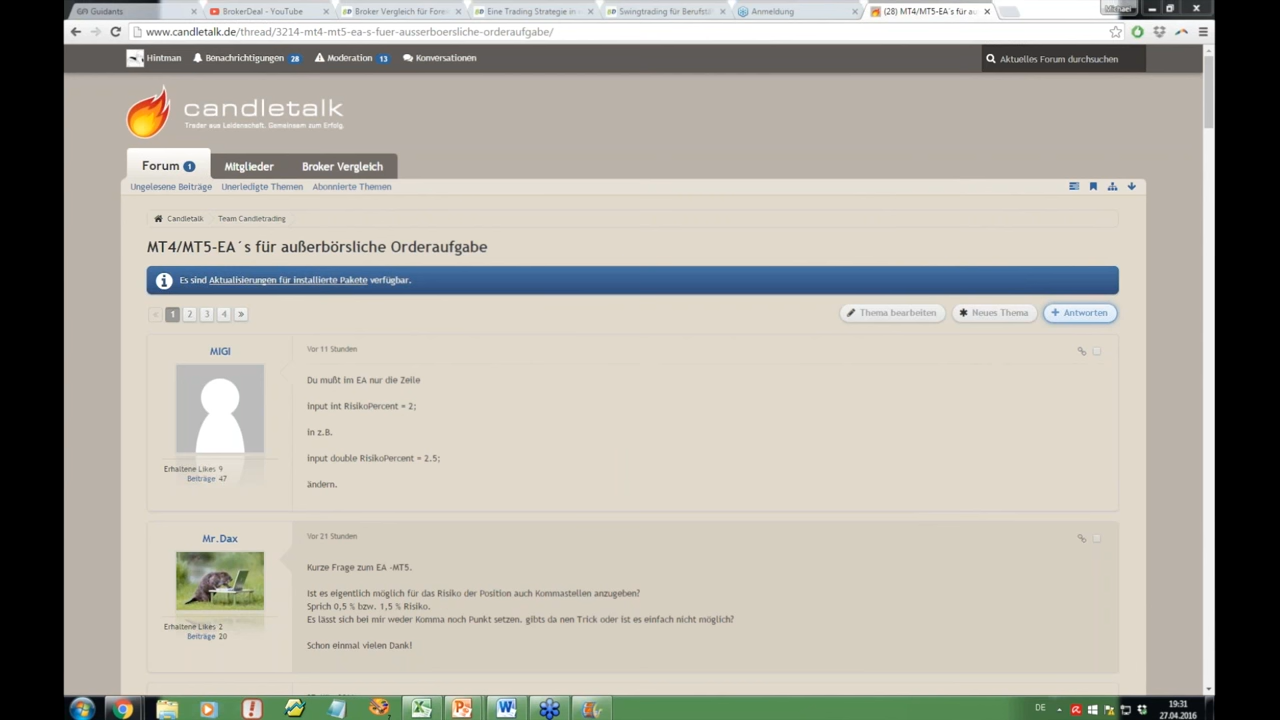 Guidants
BrokerDeal - YouTube
Broker Vergleich für Forex
Eine Trading Strategie in
Swingtrading für Berufstä
Anmeldung
(28) MT4/MT5-EA´s für au
Michael
www.candletalk.de/thread/3214-mt4-mt5-ea-s-fuer-ausserboersliche-orderaufgabe/
Hintman
Benachrichtigungen 28
Moderation 13
Konversationen
Aktuelles Forum durchsuchen
candletalk
Trader aus Leidenschaft. Gemeinsam zum Erfolg.
Forum 1
Mitglieder
Broker Vergleich
Ungelesene Beiträge
Unerledigte Themen
Abonnierte Themen
Candletalk
Team Candletrading
MT4/MT5-EA´s für außerbörsliche Orderaufgabe
Es sind Aktualisierungen für installierte Pakete verfügbar.
< 1 2 3 4 »
Thema bearbeiten
Neues Thema
Antworten
MIGI
Vor 11 Stunden
Du mußt im EA nur die Zeile
input int RisikoPercent = 2;
in z.B.
input double RisikoPercent = 2.5;
ändern.
Erhaltene Likes 9
Beiträge 47
Mr.Dax
Vor 21 Stunden
Kurze Frage zum EA -MT5.
Ist es eigentlich möglich für das Risiko der Position auch Kommastellen anzugeben?
Sprich 0,5 % bzw. 1,5 % Risiko.
Es lässt sich bei mir weder Komma noch Punkt setzen. gibts da nen Trick oder ist es einfach nicht möglich?
Schon einmal vielen Dank!
Erhaltene Likes 2
Beiträge 20
DE
19:31
27.04.2016